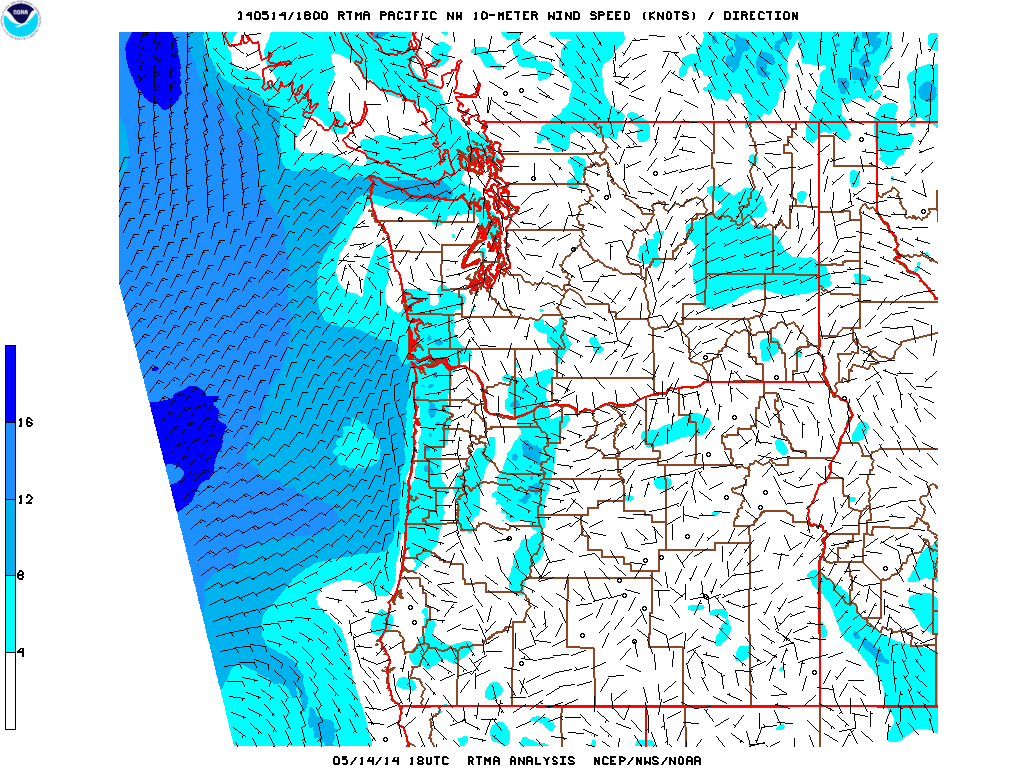 140514/1800 RTMA PACIFIC NW 10-METER WIND SPEED (KNOTS) / DIRECTION
NOAA
16
12
8
4
05/14/14 18UTC RTMA ANALYSIS NCEP/NWS/NOAA